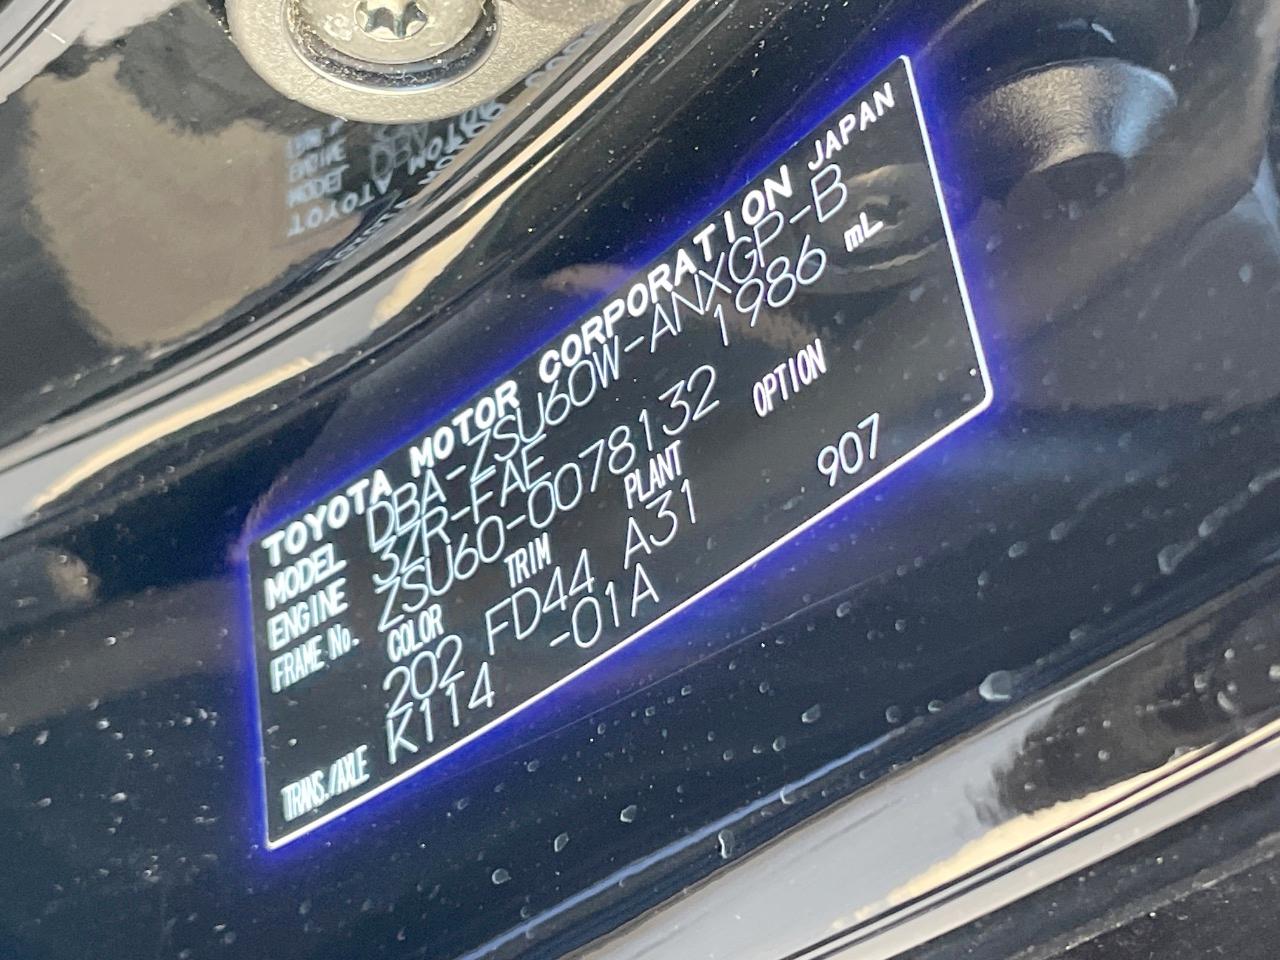 TOYOTA MOTOR CORPORATION JAPAN
MODEL DBA-ZSU60W-ANXGP-B
ENGINE 3ZR-FAE 1986 mL
FRAME No. ZSU60-0078132
COLOR TRIM PLANT OPTION
202 FD44 A31 907
TRANS./AXLE K114 -01A